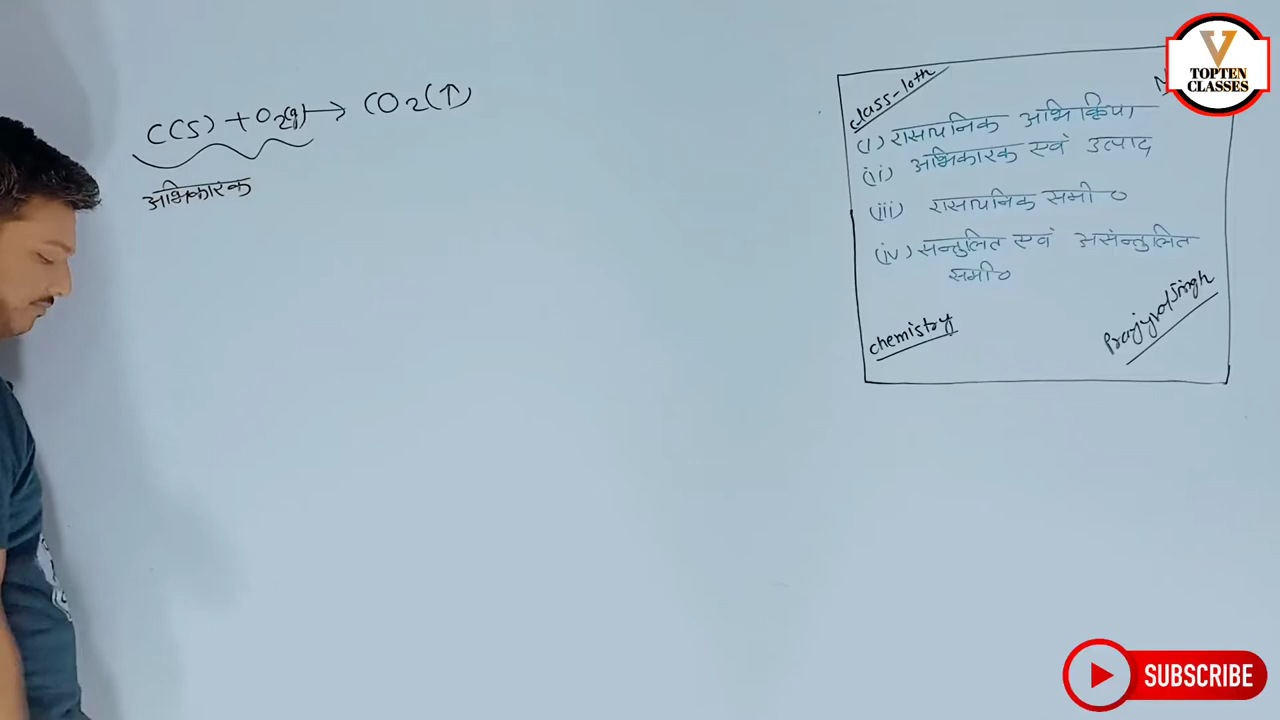 C(S) + O2(g) → CO2(↑)
अभिकारक
class-10th
(i) रासायनिक अभिक्रिया
(ii) अभिकारक एवं उत्पाद
(iii) रासायनिक समी०
(iv) सन्तुलित एवं असंन्तुलित
समी०
chemistry
Singh
V
TOPTEN
CLASSES
SUBSCRIBE